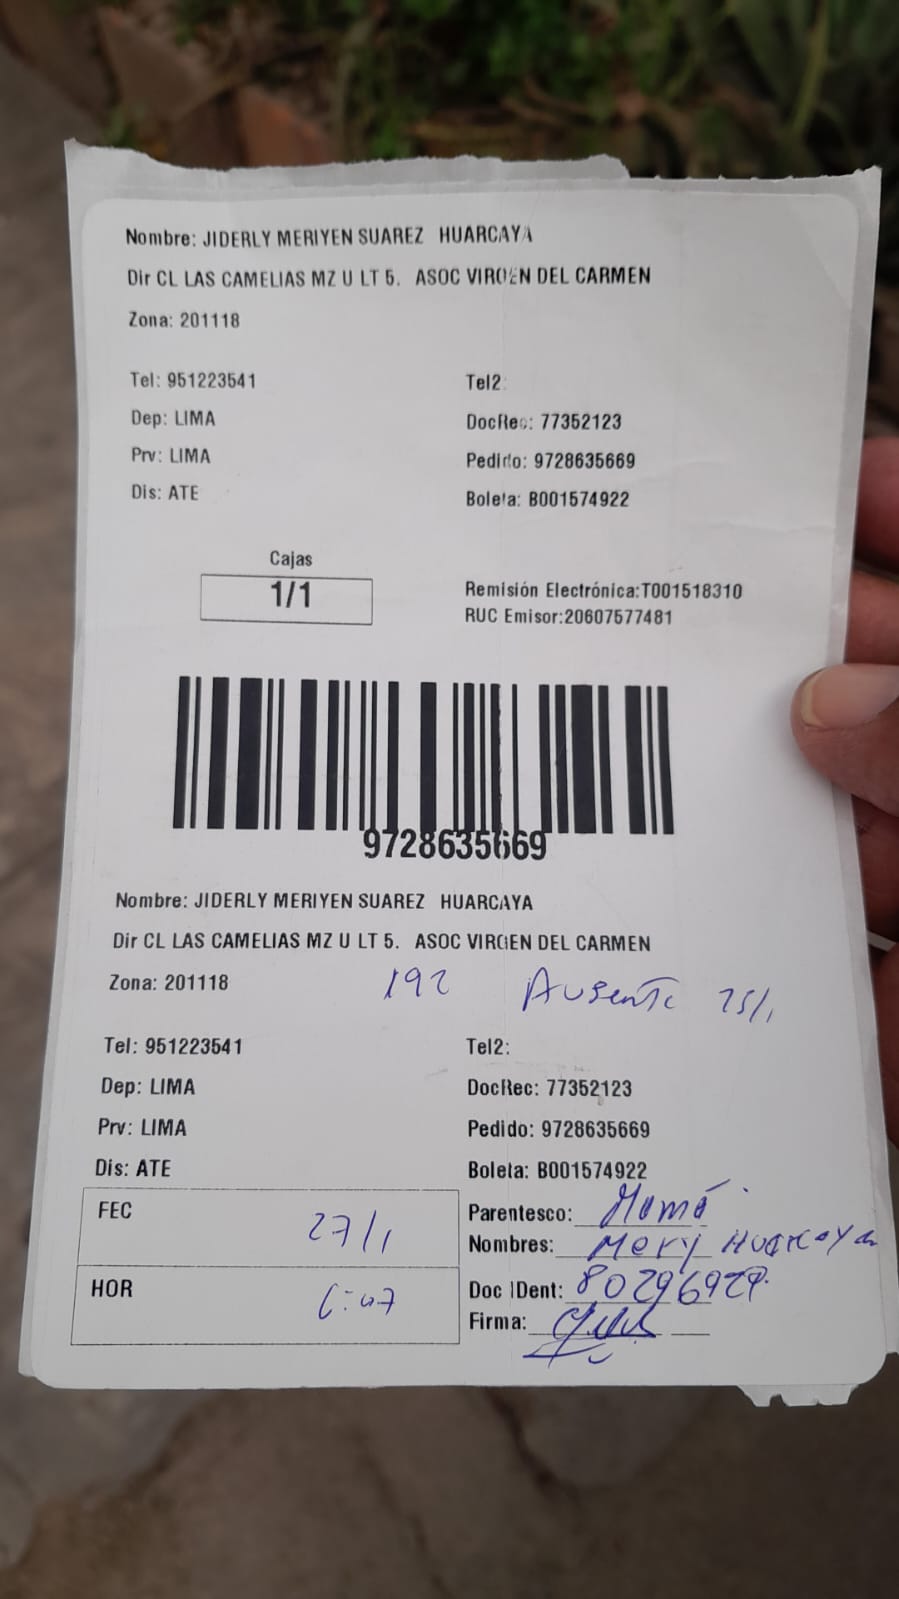 Nombre: JIDERLY MERIYEN SUAREZ HUARCAYA
Dir CL LAS CAMELIAS MZ U LT 5. ASOC VIRGEN DEL CARMEN
Zona: 201118
Tel: 951223541 Tel2:
Dep: LIMA DocRec: 77352123
Prv: LIMA Pedido: 9728635669
Dis: ATE Boleta: B001574922
Cajas
1/1
Remisión Electrónica:T001518310
RUC Emisor:20607577481
9728635669
Nombre: JIDERLY MERIYEN SUAREZ HUARCAYA
Dir CL LAS CAMELIAS MZ U LT 5. ASOC VIRGEN DEL CARMEN
Zona: 201118 192 Ausente 25/1
Tel: 951223541 Tel2:
Dep: LIMA DocRec: 77352123
Prv: LIMA Pedido: 9728635669
Dis: ATE Boleta: B001574922
FEC 27/1 Parentesco: Mamá
Nombres: Mery Huarcaya
HOR Doc IDent:
Firma: